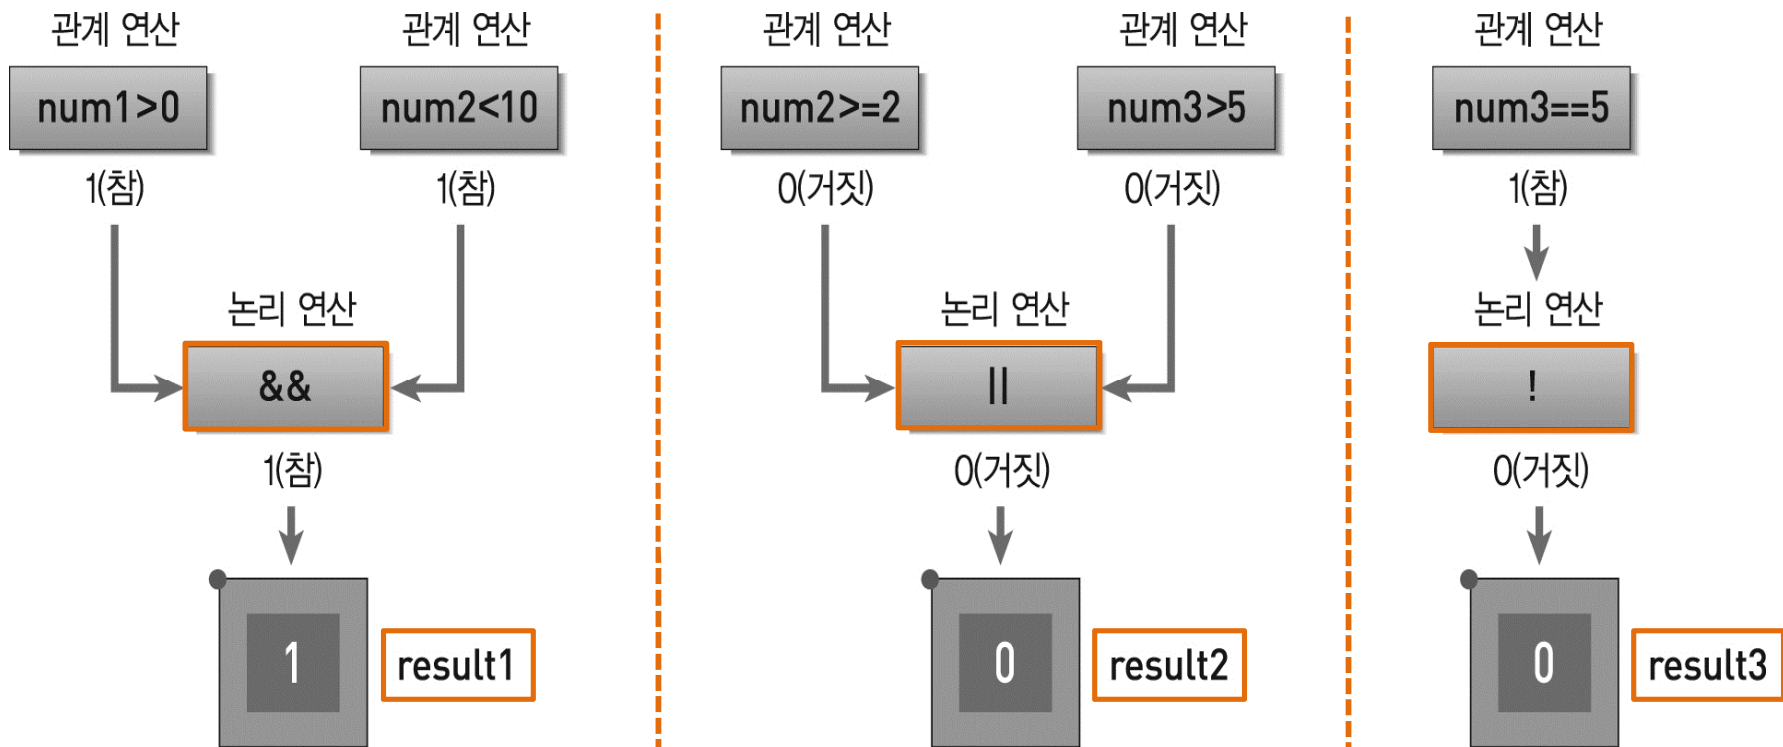 관계 연산
관계 연산
num1>0
num2<10
1(참)
1(참)
논리 연산
&&
1(참)
1
result1
관계 연산
관계 연산
num2>=2
num3>5
0(거짓)
0(거짓)
논리 연산
||
0(거짓)
0
result2
관계 연산
num3==5
1(참)
논리 연산
!
0(거짓)
0
result3